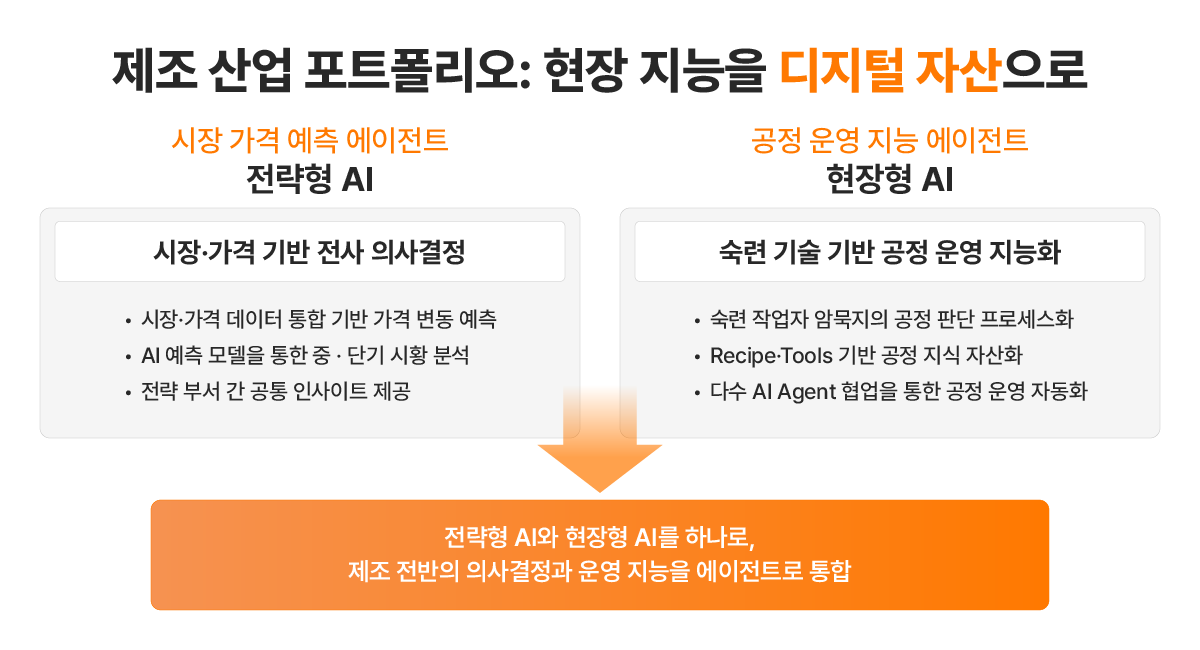 제조 산업 포트폴리오: 현장 지능을 디지털 자산으로
시장 가격 예측 에이전트
전략형 AI
시장·가격 기반 전사 의사결정
• 시장·가격 데이터 통합 기반 가격 변동 예측
• AI 예측 모델을 통한 중 · 단기 시황 분석
• 전략 부서 간 공통 인사이트 제공
공정 운영 지능 에이전트
현장형 AI
숙련 기술 기반 공정 운영 지능화
• 숙련 작업자 암묵지의 공정 판단 프로세스화
• Recipe·Tools 기반 공정 지식 자산화
• 다수 AI Agent 협업을 통한 공정 운영 자동화
전략형 AI와 현장형 AI를 하나로,
제조 전반의 의사결정과 운영 지능을 에이전트로 통합